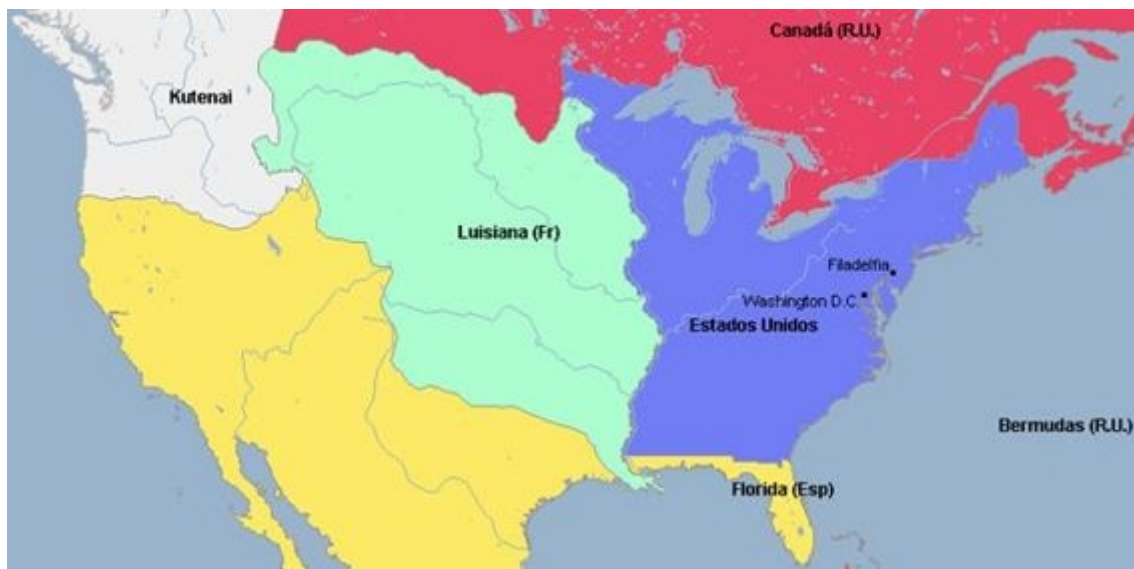 Canadá (R.U.)
Kutenai
Luisiana (Fr)
Filadelfia
Washington D.C.
Estados Unidos
Bermudas (R.U.)
Florida (Esp)